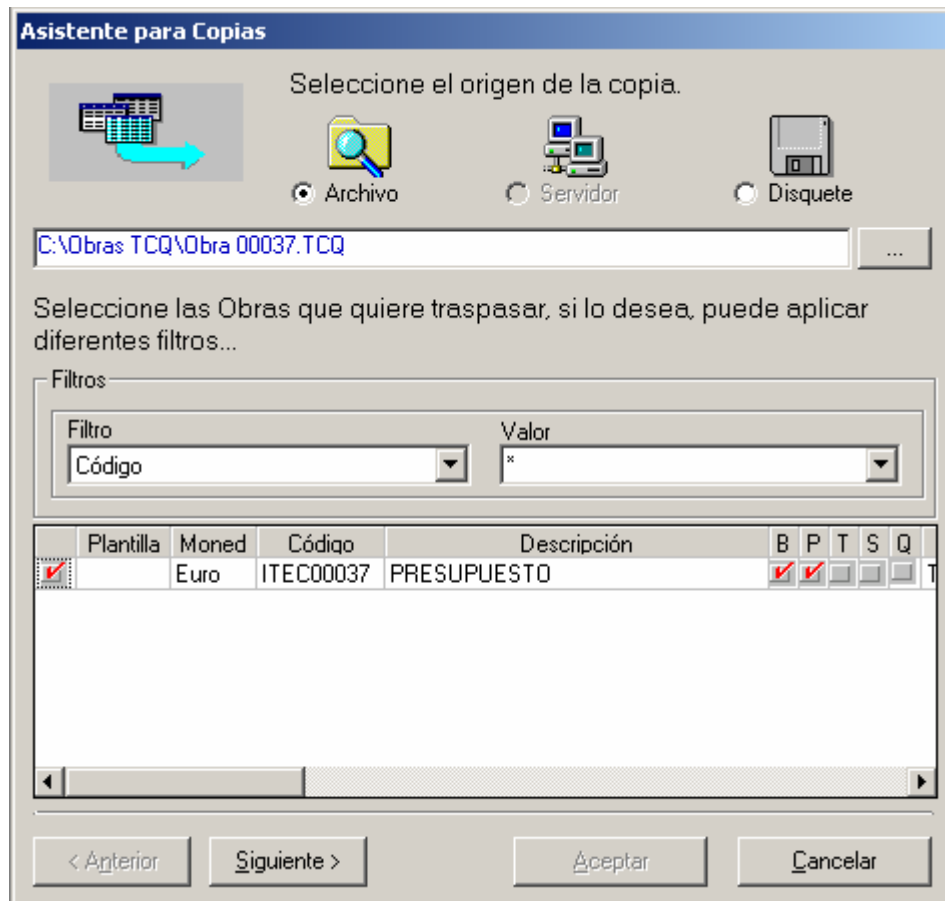 Asistente para Copias
Seleccione el origen de la copia.
Archivo Servidor Disquete
C:\Obras TCQ\Obra 00037.TCQ ...
Seleccione las Obras que quiere traspasar, si lo desea, puede aplicar
diferentes filtros...
Filtros
Filtro Valor
Código *
Plantilla Moned Código Descripción B P T S Q
Euro ITEC00037 PRESUPUESTO T
< Anterior Siguiente > Aceptar Cancelar